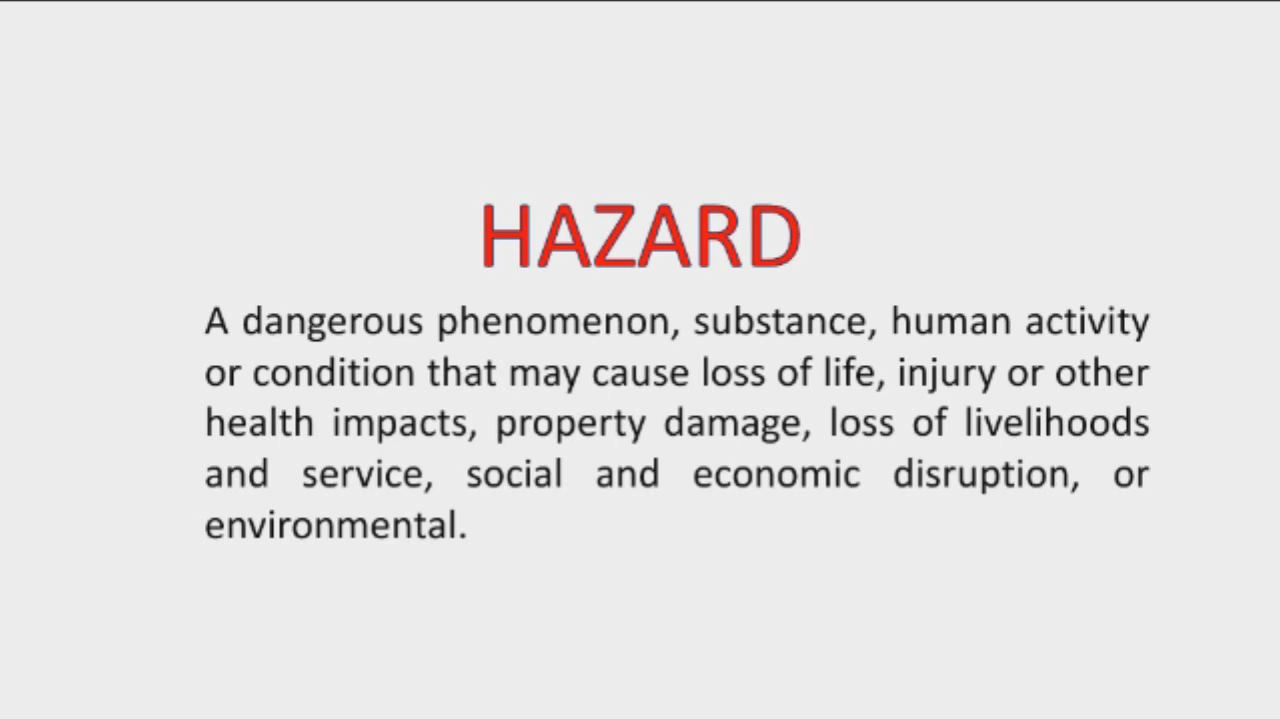 HAZARD
A dangerous phenomenon, substance, human activity
or condition that may cause loss of life, injury or other
health impacts, property damage, loss of livelihoods
and service, social and economic disruption, or
environmental.